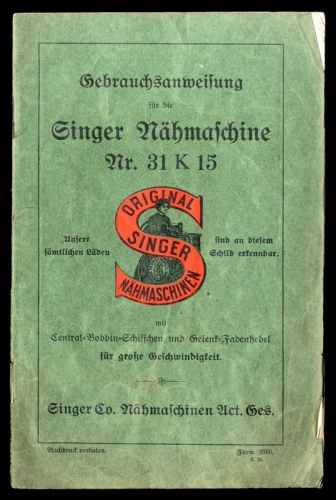 Gebrauchsanweisung
für die
Singer Nähmaschine
Nr. 31 K 15
ORIGINAL
SINGER
NÄHMASCHINEN
Unsere sämtlichen Läden
sind an diesem Schild erkennbar.
mit
Central-Bobbin-Schiffchen und Gelenk-Fadenhebel
für große Geschwindigkeit.
Singer Co. Nähmaschinen Act. Ges.
Nachdruck verboten.
Form